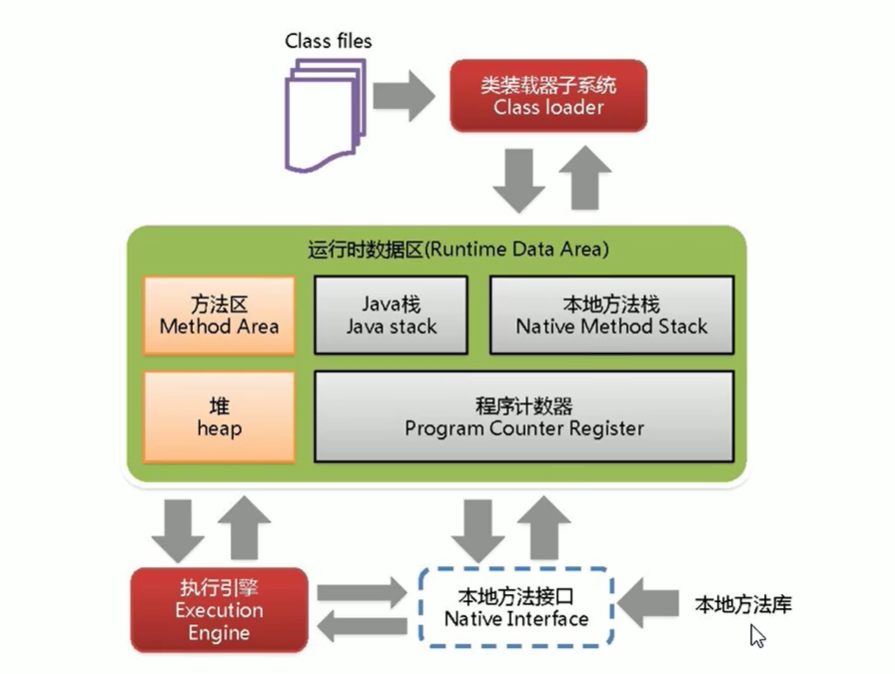 Class files
类装载器子系统
Class loader
运行时数据区(Runtime Data Area)
方法区
Method Area
Java栈
Java stack
本地方法栈
Native Method Stack
堆
heap
程序计数器
Program Counter Register
执行引擎
Execution
Engine
本地方法接口
Native Interface
本地方法库